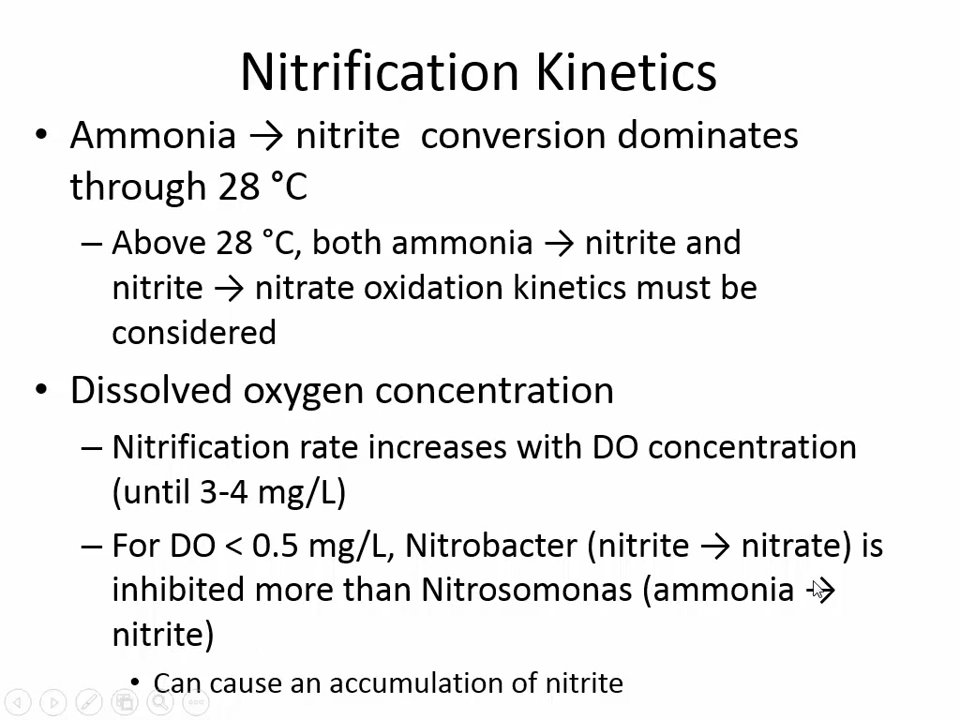 Nitrification Kinetics
• Ammonia → nitrite  conversion dominates
through 28 °C
– Above 28 °C, both ammonia → nitrite and
nitrite → nitrate oxidation kinetics must be
considered
• Dissolved oxygen concentration
– Nitrification rate increases with DO concentration
(until 3-4 mg/L)
– For DO < 0.5 mg/L, Nitrobacter (nitrite → nitrate) is
inhibited more than Nitrosomonas (ammonia →
nitrite)
• Can cause an accumulation of nitrite